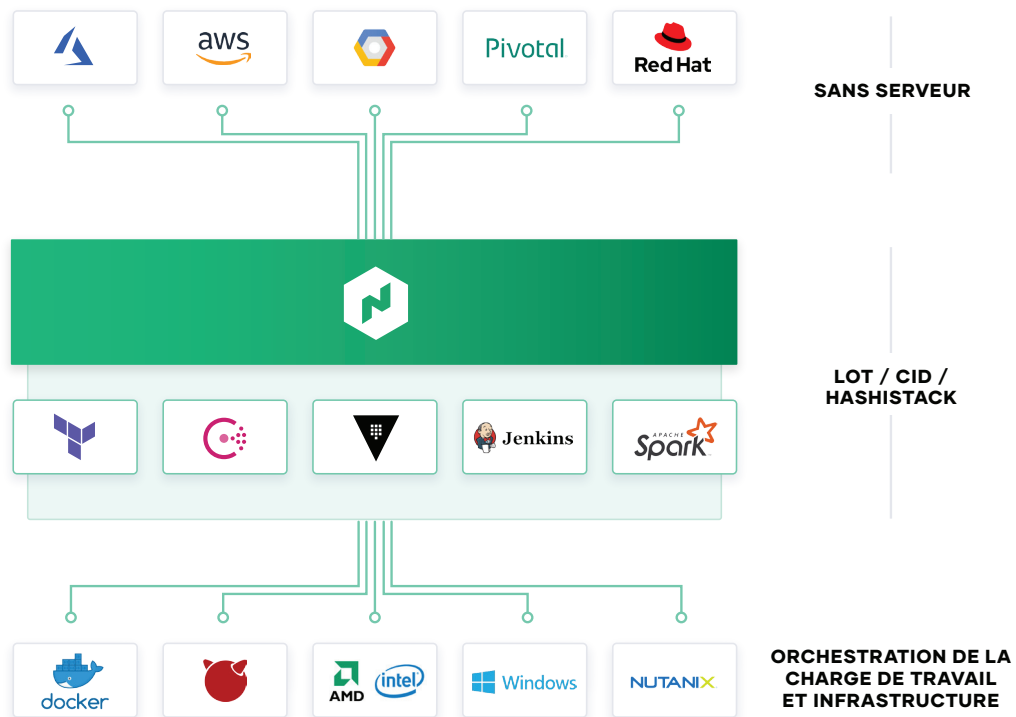 aws
Pivotal
Red Hat
SANS SERVEUR
LOT / CID /
HASHISTACK
Jenkins
APACHE
Spark
docker
AMD
intel
Windows
NUTANIX
ORCHESTRATION DE LA
CHARGE DE TRAVAIL
ET INFRASTRUCTURE